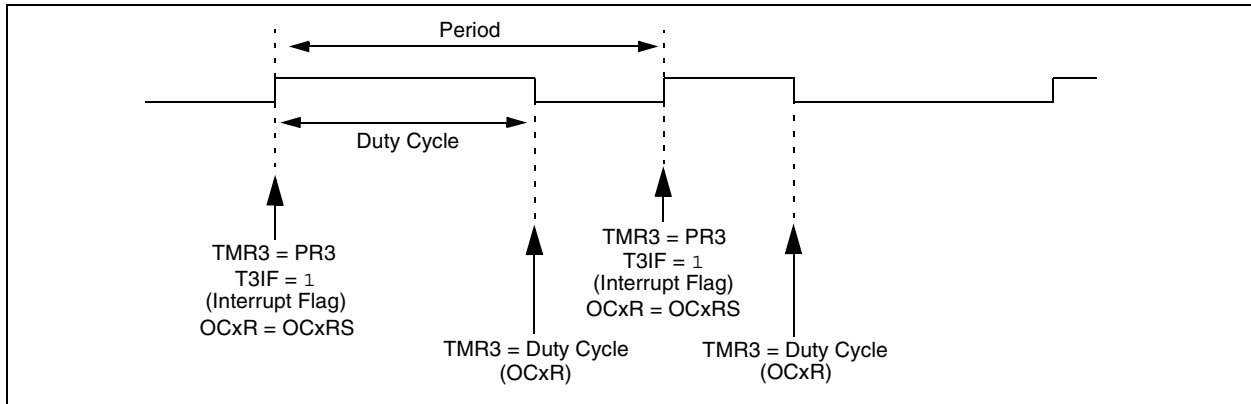 Period
Duty Cycle
TMR3 = PR3
T3IF = 1
(Interrupt Flag)
OCxR = OCxRS
TMR3 = Duty Cycle
(OCxR)
TMR3 = PR3
T3IF = 1
(Interrupt Flag)
OCxR = OCxRS
TMR3 = Duty Cycle
(OCxR)